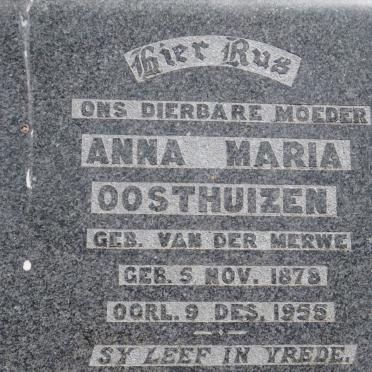 Hier Rus
ONS DIERBARE MOEDER
ANNA MARIA
OOSTHUIZEN
GEB. VAN DER MERWE
GEB. 5 NOV. 1878
OORL. 9 DES. 1955
SY LEEF IN VREDE.